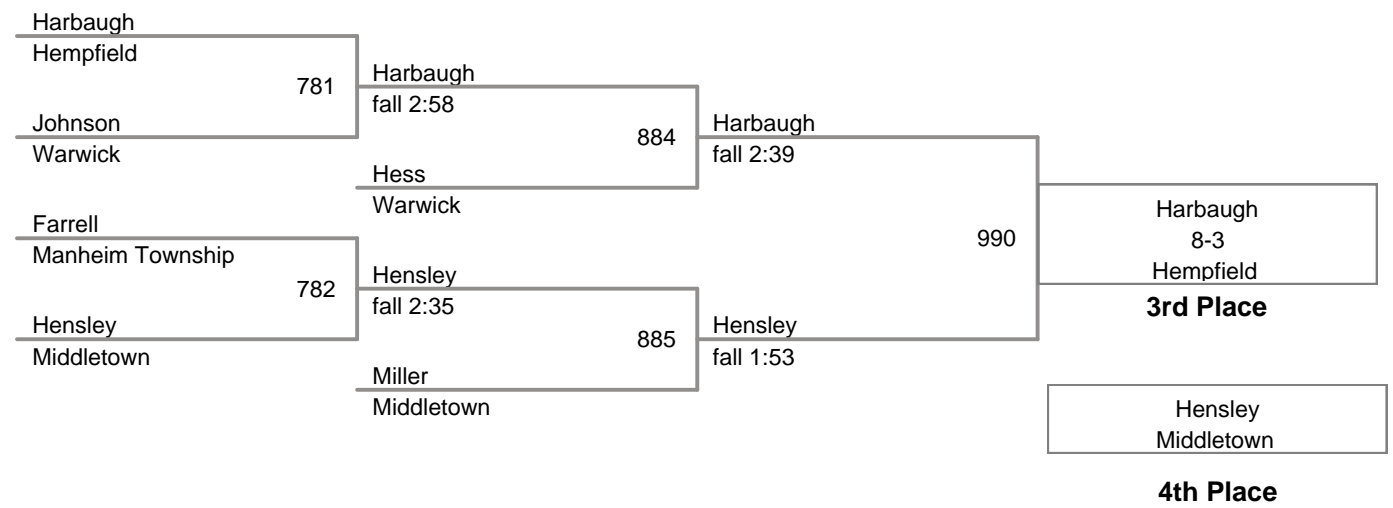 Harbaugh
Hempfield
781
Johnson
Warwick
Farrell
Manheim Township
782
Hensley
Middletown
Harbaugh
fall 2:58
884
Hess
Warwick
Hensley
fall 2:35
885
Miller
Middletown
Harbaugh
fall 2:39
990
Hensley
fall 1:53
Harbaugh
8-3
Hempfield
3rd Place
Hensley
Middletown
4th Place